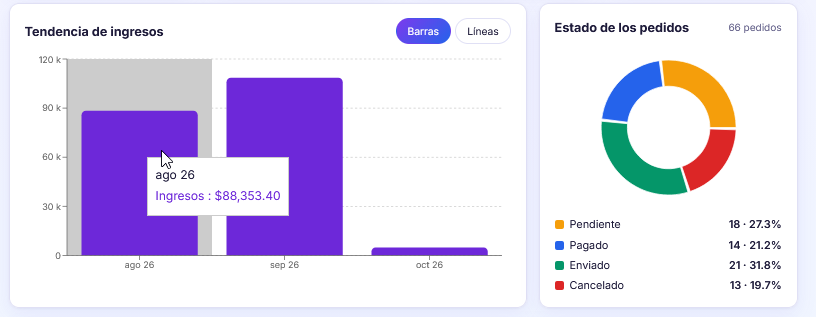 Tendencia de ingresos
Barras
Líneas
120 k
90 k
60 k
30 k
0
ago 26
Ingresos : $88,353.40
ago 26
sep 26
oct 26
Estado de los pedidos
66 pedidos
Pendiente 18 · 27.3%
Pagado 14 · 21.2%
Enviado 21 · 31.8%
Cancelado 13 · 19.7%